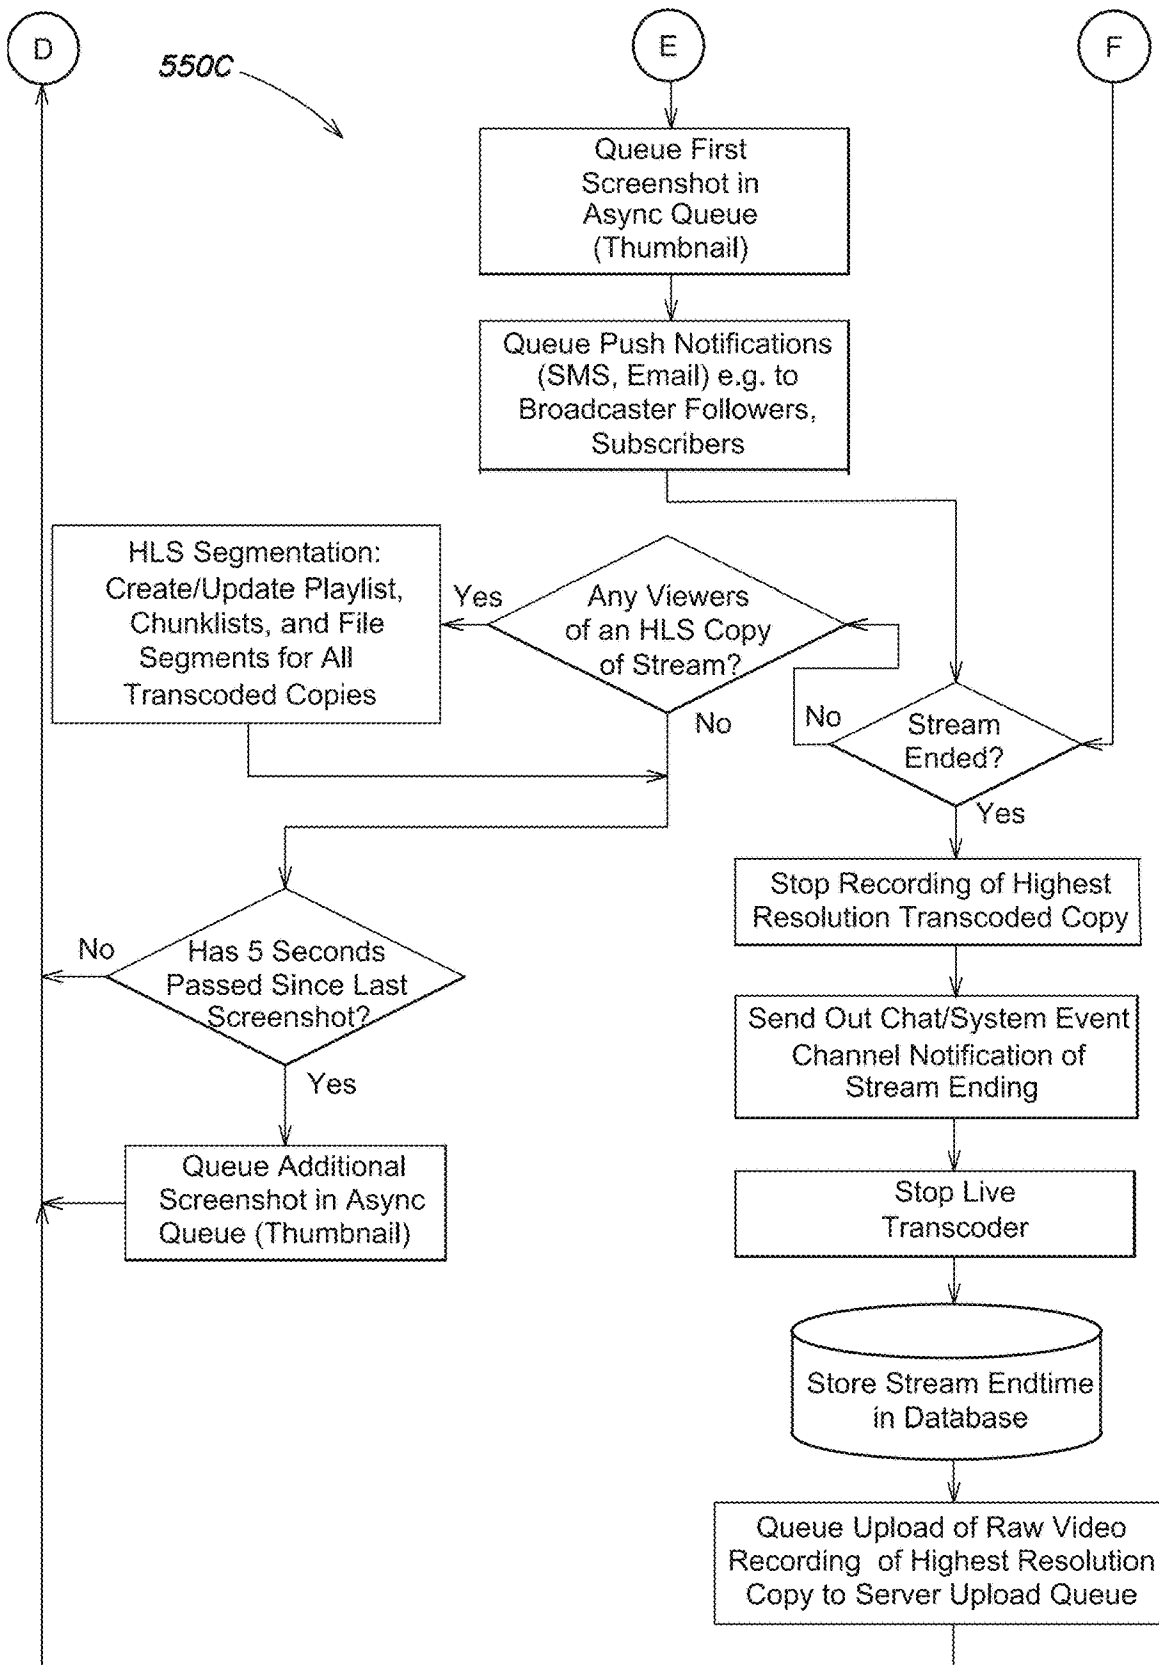 D
550C
E
F
Queue First
Screenshot in
Async Queue
(Thumbnail)
Queue Push Notifications
(SMS, Email) e.g. to
Broadcaster Followers,
Subscribers
HLS Segmentation:
Create/Update Playlist,
Chunklists, and File
Segments for All
Transcoded Copies
Yes
Any Viewers
of an HLS Copy
of Stream?
No
No
Stream
Ended?
Yes
Stop Recording of Highest
Resolution Transcoded Copy
No
Has 5 Seconds
Passed Since Last
Screenshot?
Yes
Send Out Chat/System Event
Channel Notification of
Stream Ending
Queue Additional
Screenshot in Async
Queue (Thumbnail)
Stop Live
Transcoder
Store Stream Endtime
in Database
Queue Upload of Raw Video
Recording of Highest Resolution
Copy to Server Upload Queue